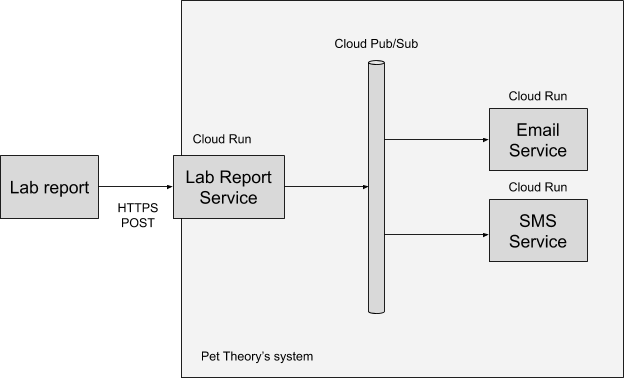 Cloud Pub/Sub
Cloud Run
Email
Service
Cloud Run
Lab Report
Service
Lab report
HTTPS
POST
Cloud Run
SMS
Service
Pet Theory's system